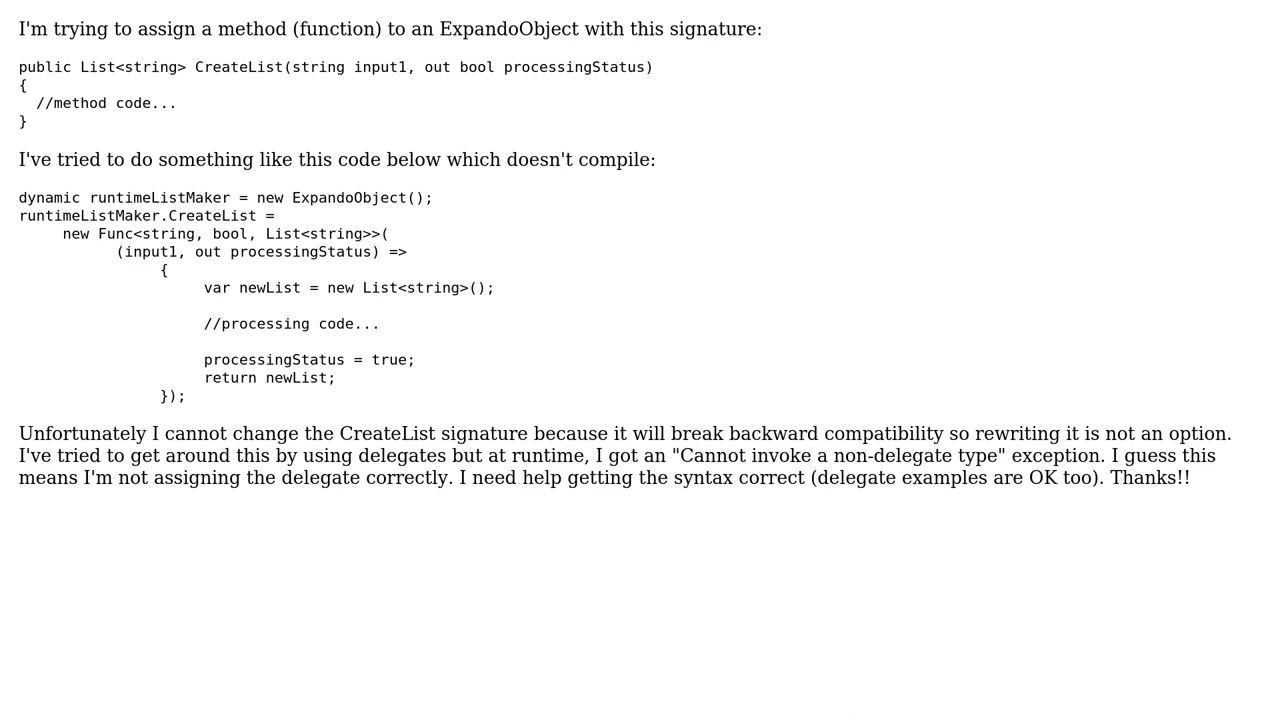 I'm trying to assign a method (function) to an ExpandoObject with this signature:
public List<string> CreateList(string input1, out bool processingStatus)
{
  //method code...
}
I've tried to do something like this code below which doesn't compile:
dynamic runtimeListMaker = new ExpandoObject();
runtimeListMaker.CreateList =
     new Func<string, bool, List<string>>(
           (input1, out processingStatus) =>
                {
                     var newList = new List<string>();

                     //processing code...

                     processingStatus = true;
                     return newList;
                });
Unfortunately I cannot change the CreateList signature because it will break backward compatibility so rewriting it is not an option.
I've tried to get around this by using delegates but at runtime, I got an "Cannot invoke a non-delegate type" exception. I guess this
means I'm not assigning the delegate correctly. I need help getting the syntax correct (delegate examples are OK too). Thanks!!